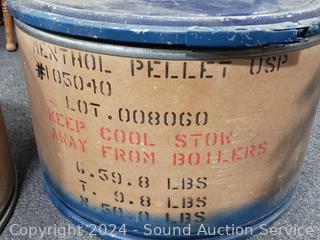 MENTHOL PELLET USP
#105040
LOT.008060
KEEP COOL STOW
AWAY FROM BOILERS
G.59.8 LBS
T. 9.8 LBS
N.50.0 LBS
Copyright 2024 - Sound Auction Service